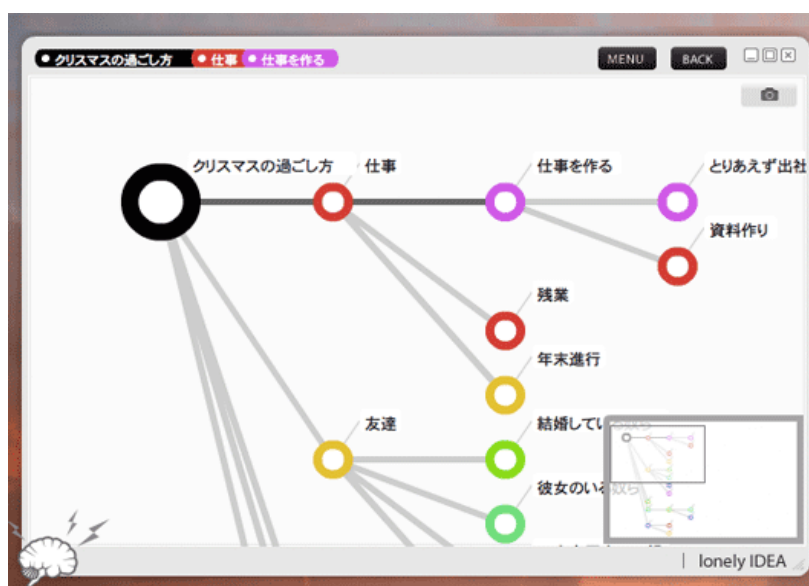 クリスマスの過ごし方 仕事 仕事を作る
MENU BACK
クリスマスの過ごし方 仕事 仕事を作る とりあえず出社
資料作り
残業
年末進行
友達 結婚している奴ら
彼女のいる奴ら
lonely IDEA